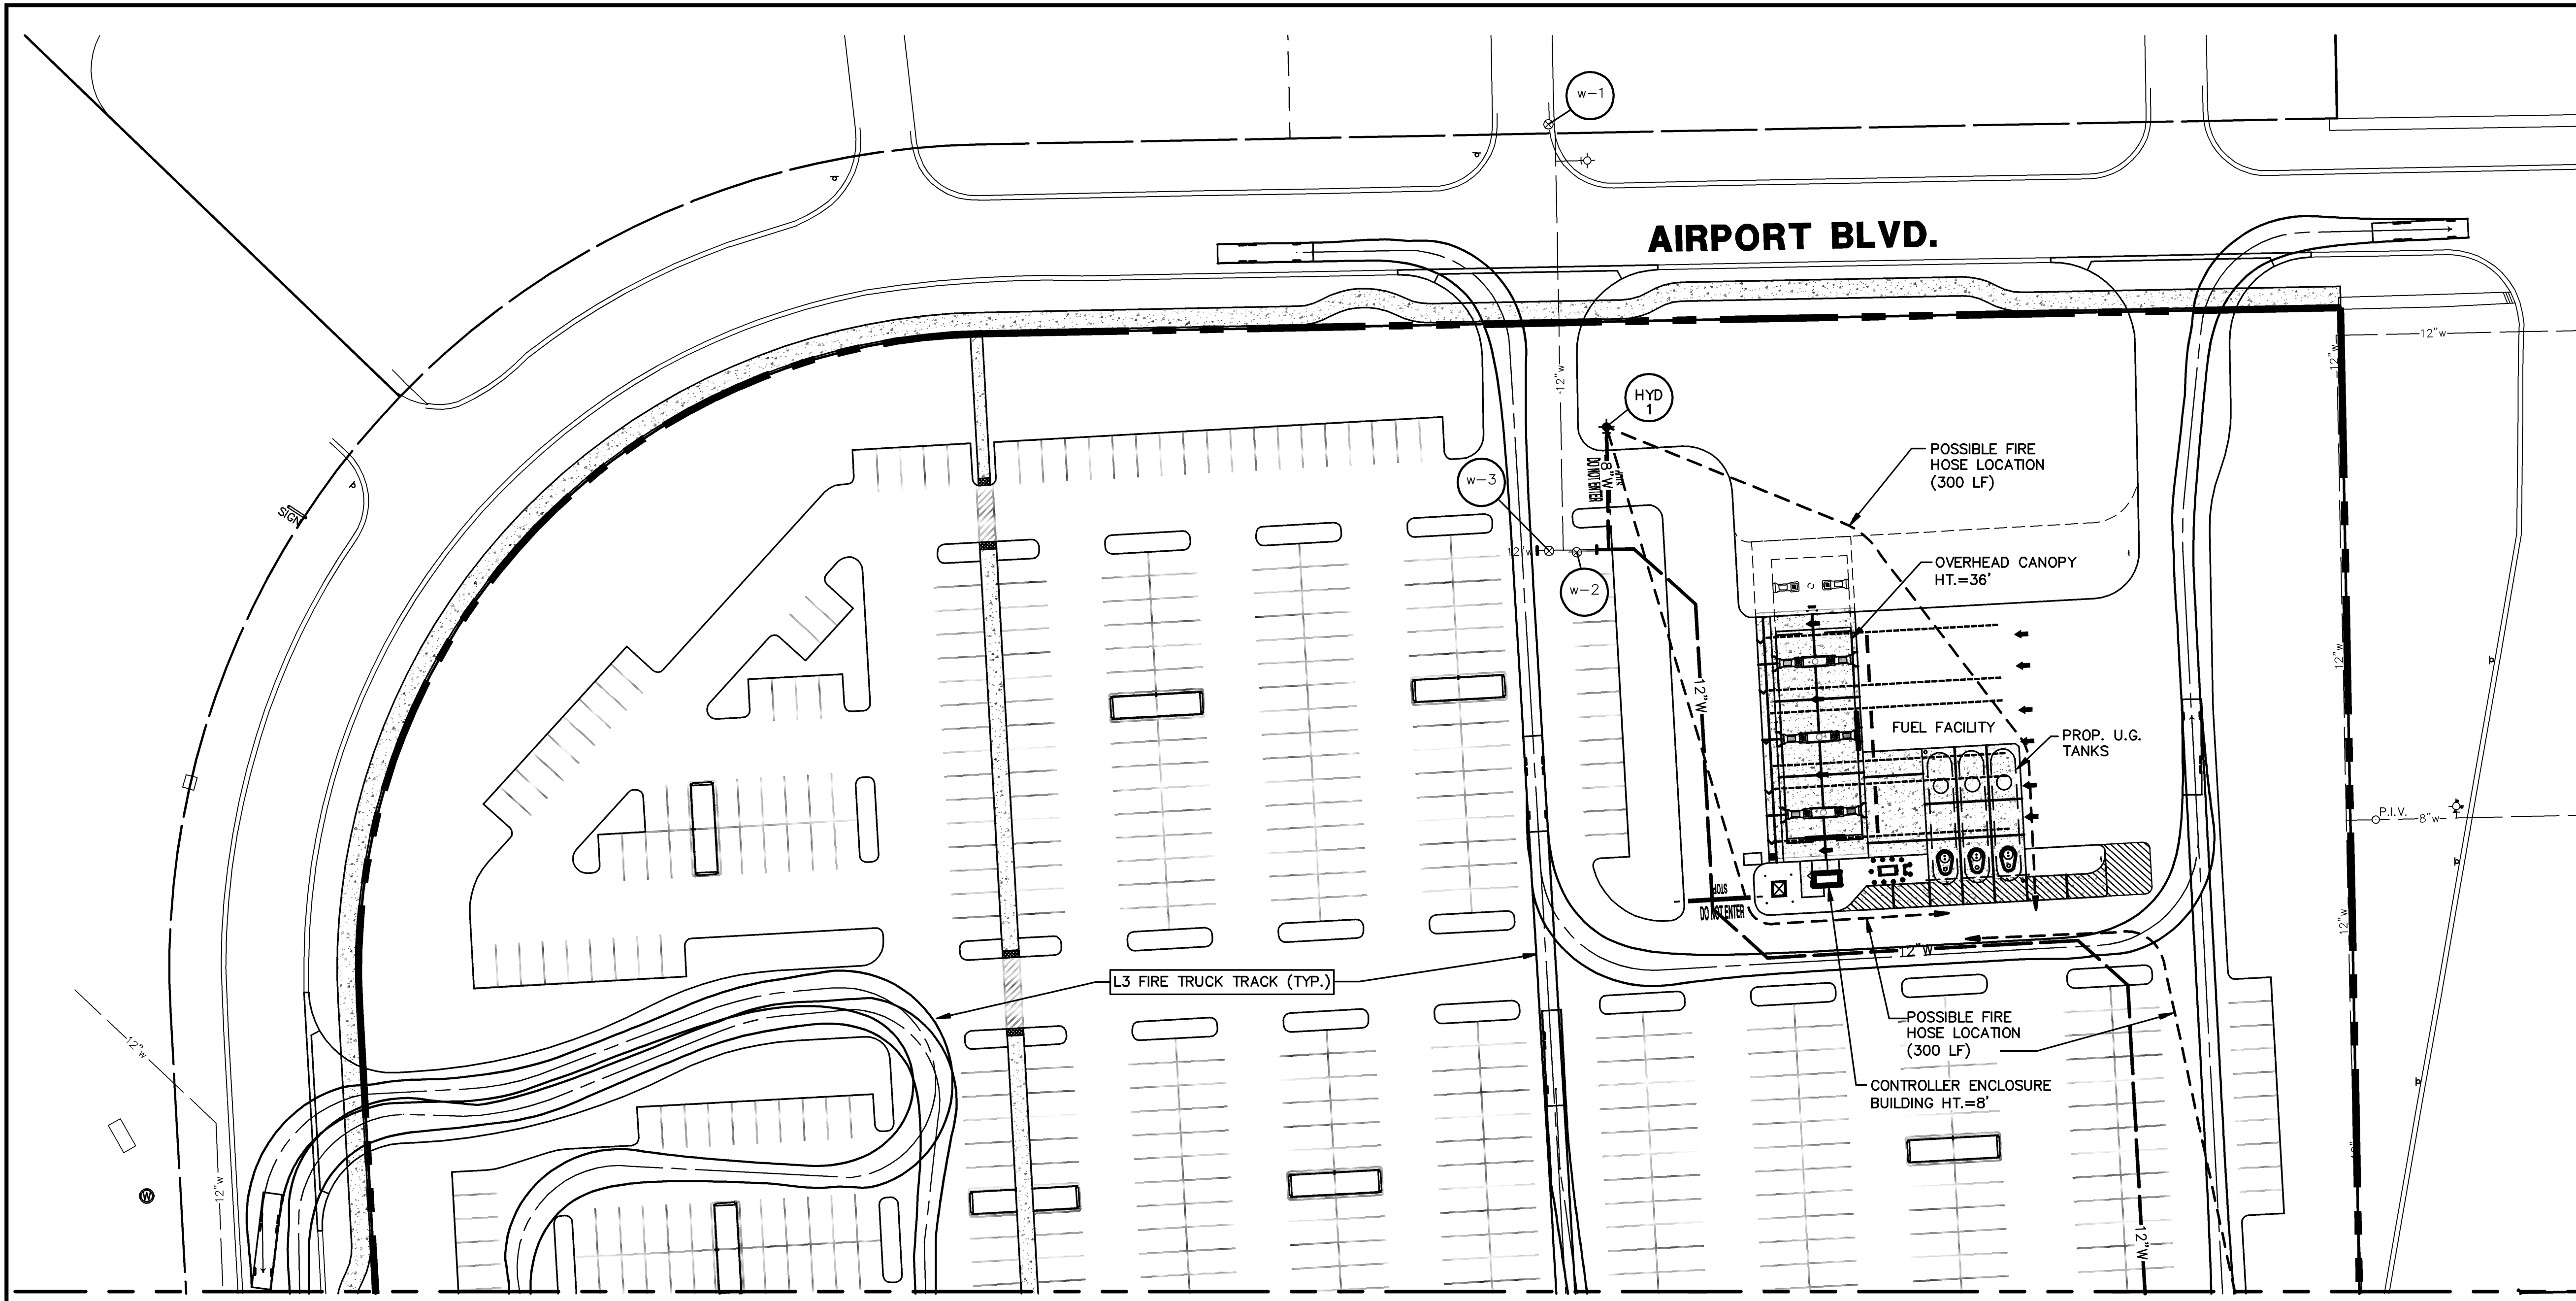 w-1
AIRPORT BLVD.
12"w
12"w
12"w
HYD
1
POSSIBLE FIRE
HOSE LOCATION
(300 LF)
DO NOT ENTER
8"W
w-3
SIGN
12"w
w-2
OVERHEAD CANOPY
HT.=36'
12"w
12"W
FUEL FACILITY
PROP. U.G.
TANKS
P.I.V.
8"w
STOP
DO NOT ENTER
12"w
12"W
L3 FIRE TRUCK TRACK (TYP.)
POSSIBLE FIRE
HOSE LOCATION
(300 LF)
12"w
CONTROLLER ENCLOSURE
BUILDING HT.=8'
12"w
W
12"W